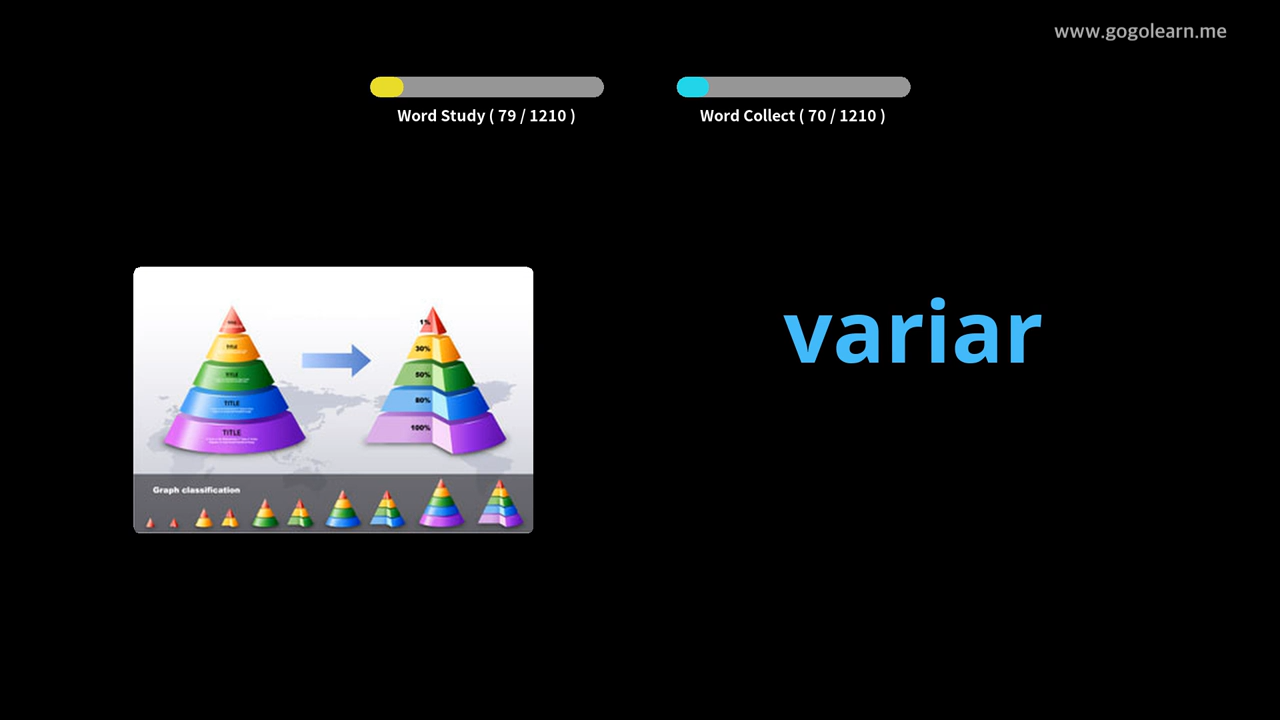 www.gogolearn.me
Word Study ( 79 / 1210 )
Word Collect ( 70 / 1210 )
variar
TITLE
TITLE
TITLE
TITLE
1%
30%
50%
80%
100%
Graph classification